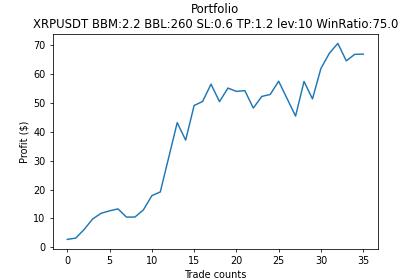 Portfolio
XRPUSDT BBM:2.2 BBL:260 SL:0.6 TP:1.2 lev:10 WinRatio:75.0
70
60
50
40
30
20
10
0
Profit ($)
0 5 10 15 20 25 30 35
Trade counts